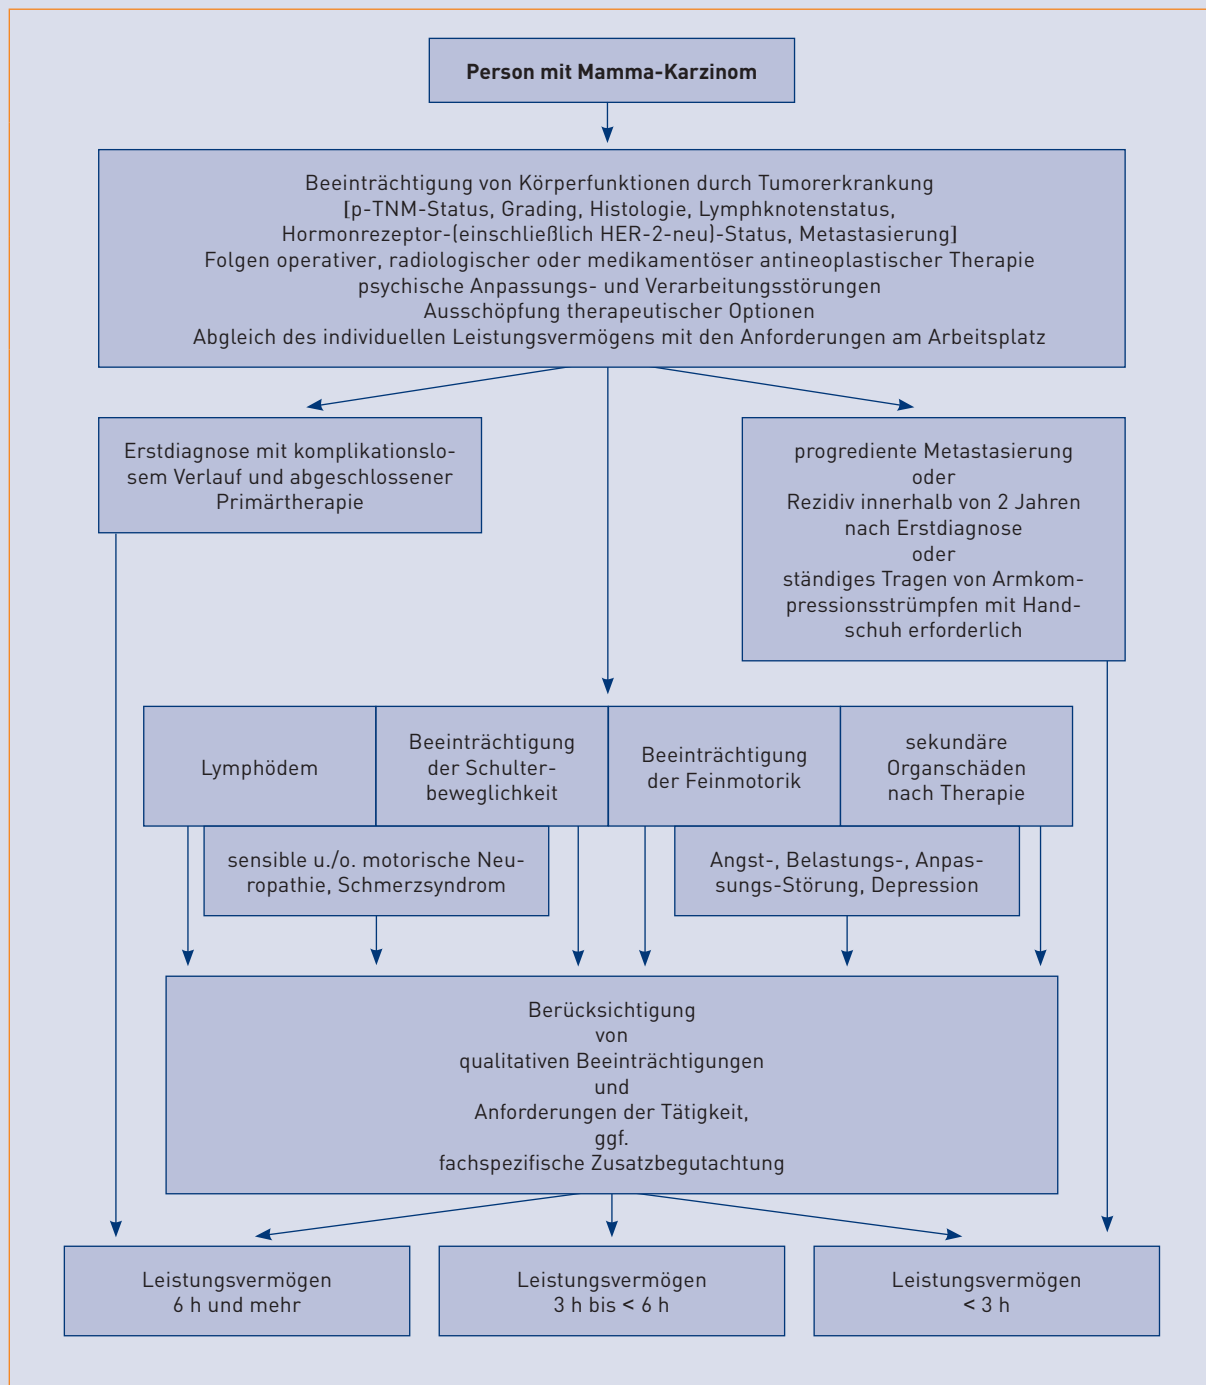 Person mit Mamma-Karzinom
Beeinträchtigung von Körperfunktionen durch Tumorerkrankung
[p-TNM-Status, Grading, Histologie, Lymphknotenstatus,
Hormonrezeptor-(einschließlich HER-2-neu)-Status, Metastasierung]
Folgen operativer, radiologischer oder medikamentöser antineoplastischer Therapie
psychische Anpassungs- und Verarbeitungsstörungen
Ausschöpfung therapeutischer Optionen
Abgleich des individuellen Leistungsvermögens mit den Anforderungen am Arbeitsplatz
Erstdiagnose mit komplikationslo-
sem Verlauf und abgeschlossener
Primärtherapie
progrediente Metastasierung
oder
Rezidiv innerhalb von 2 Jahren
nach Erstdiagnose
oder
ständiges Tragen von Armkom-
pressionsstrümpfen mit Hand-
schuh erforderlich
Lymphödem
Beeinträchtigung
der Schulter-
beweglichkeit
Beeinträchtigung
der Feinmotorik
sekundäre
Organschäden
nach Therapie
sensible u./o. motorische Neu-
ropathie, Schmerzsyndrom
Angst-, Belastungs-, Anpas-
sungs-Störung, Depression
Berücksichtigung
von
qualitativen Beeinträchtigungen
und
Anforderungen der Tätigkeit,
ggf.
fachspezifische Zusatzbegutachtung
Leistungsvermögen
6 h und mehr
Leistungsvermögen
3 h bis < 6 h
Leistungsvermögen
< 3 h